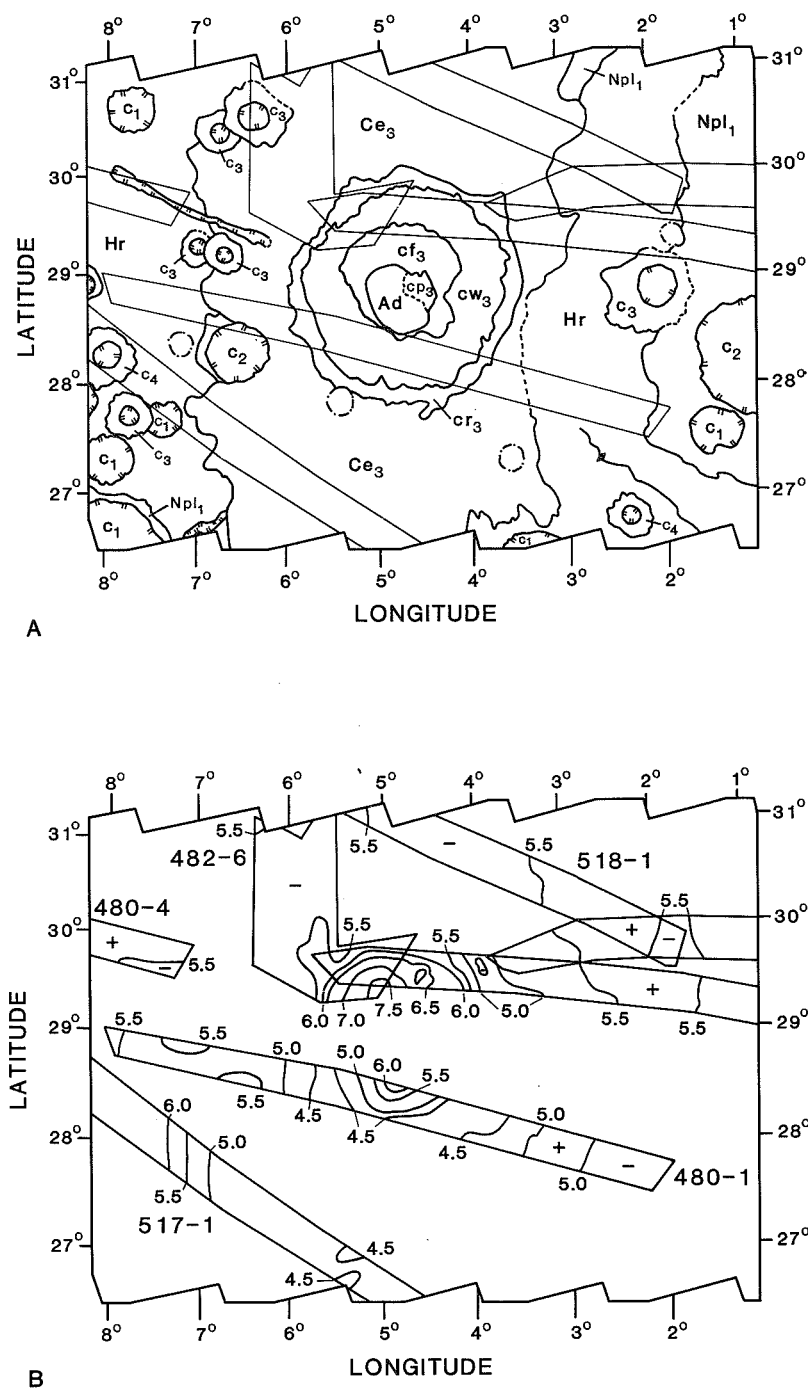 8° 7° 6° 5° 4° 3° 2° 1°
31° 31°
Npl₁
c₁ c₃ Ce₃ Npl₁
c₃
30° 30°
Hr cf₃
c₃ c₃
29° cp₃ 29°
Ad cw₃ c₃
Hr
c₂ c₂
28° c₄ 28°
c₁ cr₃ c₁
c₃
c₁ Ce₃
27° 27°
Npl₁
c₁ c₁ c₄
8° 7° 6° 5° 4° 3° 2°
LATITUDE
LONGITUDE
A
8° 7° 6° 5° 4° 3° 2° 1°
31° 5.5 31°
482-6 5.5 − 5.5 518-1
−
480-4 5.5
30° + 5.5 5.5 + − 30°
− 5.5
6.0 7.0 7.5 6.5 6.0 5.0 5.5 + 5.5
29° 29°
5.5 5.5 5.0 5.0 6.0 5.5
5.5 4.5 5.0
28° 6.0 5.0 4.5 4.5 + − 28°
5.0 480-1
5.5
517-1
27° 4.5 27°
4.5
8° 7° 6° 5° 4° 3° 2°
LATITUDE
LONGITUDE
B